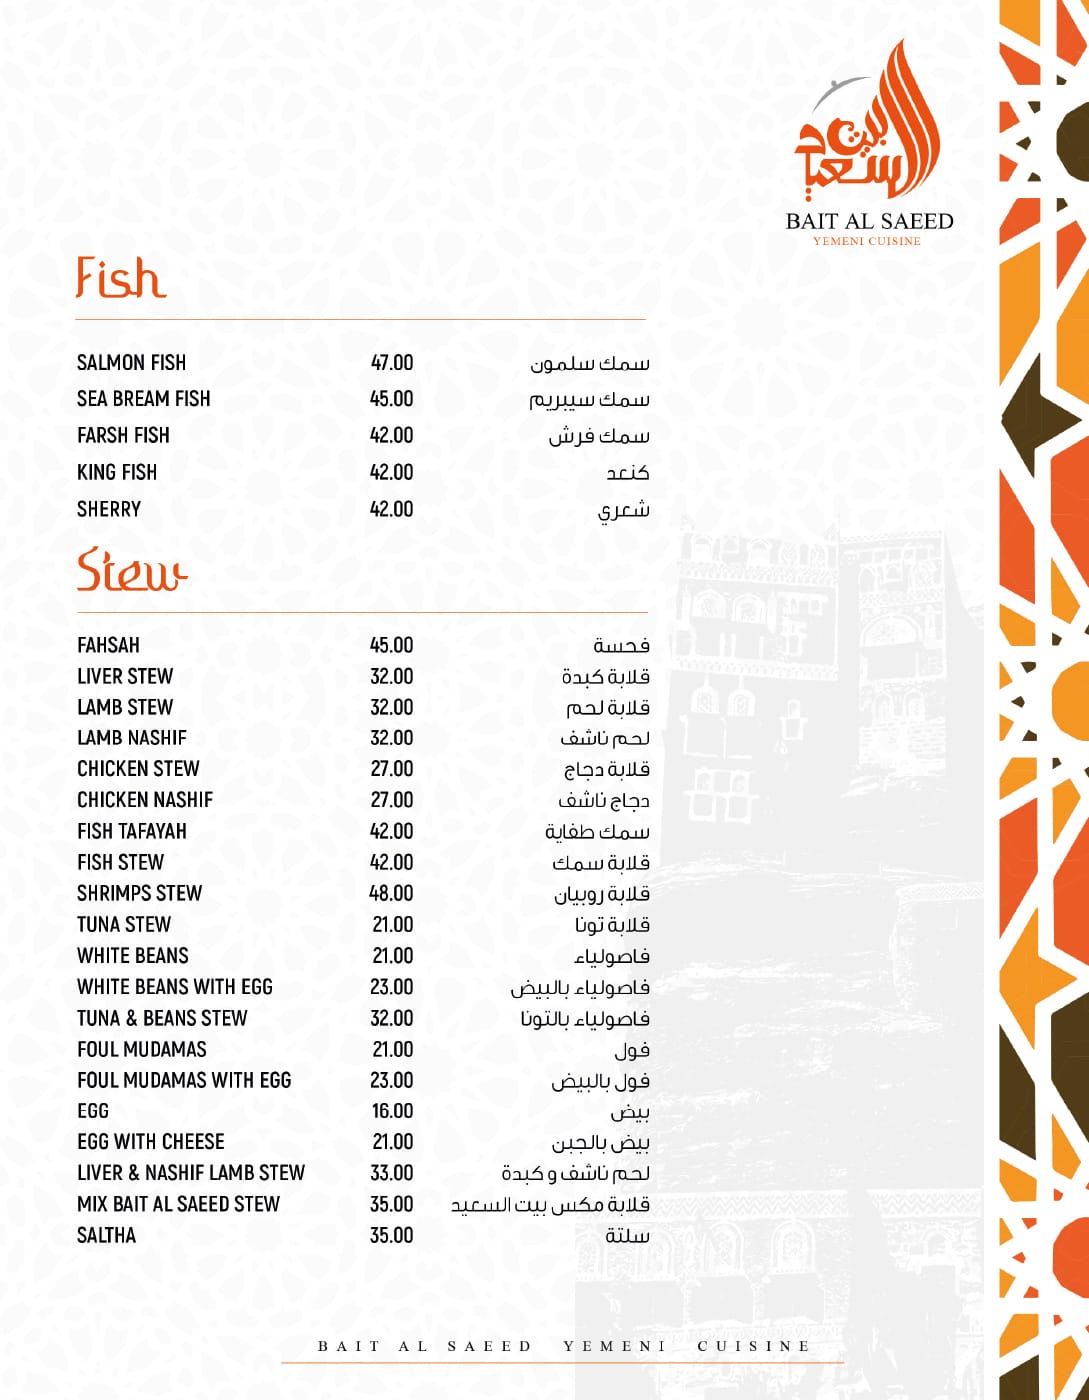 بيت السعيد
BAIT AL SAEED
YEMENI CUISINE
Fish
SALMON FISH 47.00 سمك سلمون
SEA BREAM FISH 45.00 سمك سيبريم
FARSH FISH 42.00 سمك فرش
KING FISH 42.00 كنعد
SHERRY 42.00 شعري
Stew
FAHSAH 45.00 فحسة
LIVER STEW 32.00 قلابة كبدة
LAMB STEW 32.00 قلابة لحم
LAMB NASHIF 32.00 لحم ناشف
CHICKEN STEW 27.00 قلابة دجاج
CHICKEN NASHIF 27.00 دجاج ناشف
FISH TAFAYAH 42.00 سمك طفاية
FISH STEW 42.00 قلابة سمك
SHRIMPS STEW 48.00 قلابة روبيان
TUNA STEW 21.00 قلابة تونا
WHITE BEANS 21.00 فاصولياء
WHITE BEANS WITH EGG 23.00 فاصولياء بالبيض
TUNA & BEANS STEW 32.00 فاصولياء بالتونا
FOUL MUDAMAS 21.00 فول
FOUL MUDAMAS WITH EGG 23.00 فول بالبيض
EGG 16.00 بيض
EGG WITH CHEESE 21.00 بيض بالجبن
LIVER & NASHIF LAMB STEW 33.00 لحم ناشف و كبدة
MIX BAIT AL SAEED STEW 35.00 قلابة مكس بيت السعيد
SALTHA 35.00 سلتة
BAIT AL SAEED YEMENI CUISINE